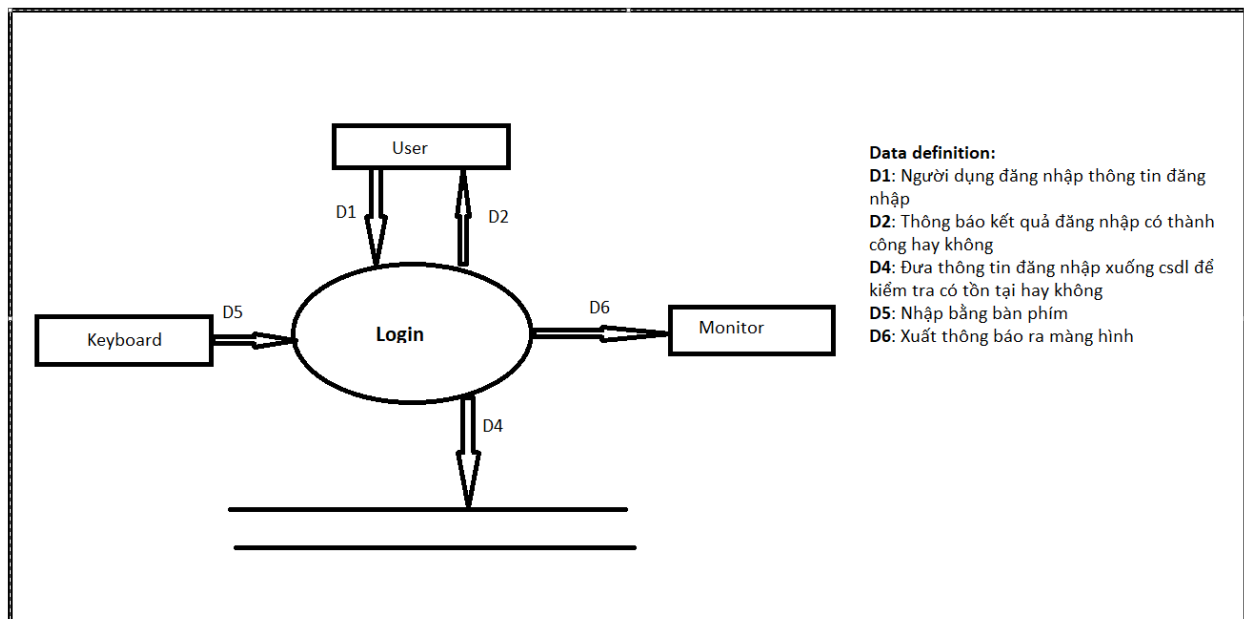 User
D1
D2
D5
D6
Keyboard
Login
Monitor
D4
Data definition:
D1: Người dụng đăng nhập thông tin đăng
nhập
D2: Thông báo kết quả đăng nhập có thành
công hay không
D4: Đưa thông tin đăng nhập xuống csdl để
kiểm tra có tồn tại hay không
D5: Nhập bằng bàn phím
D6: Xuất thông báo ra màng hình